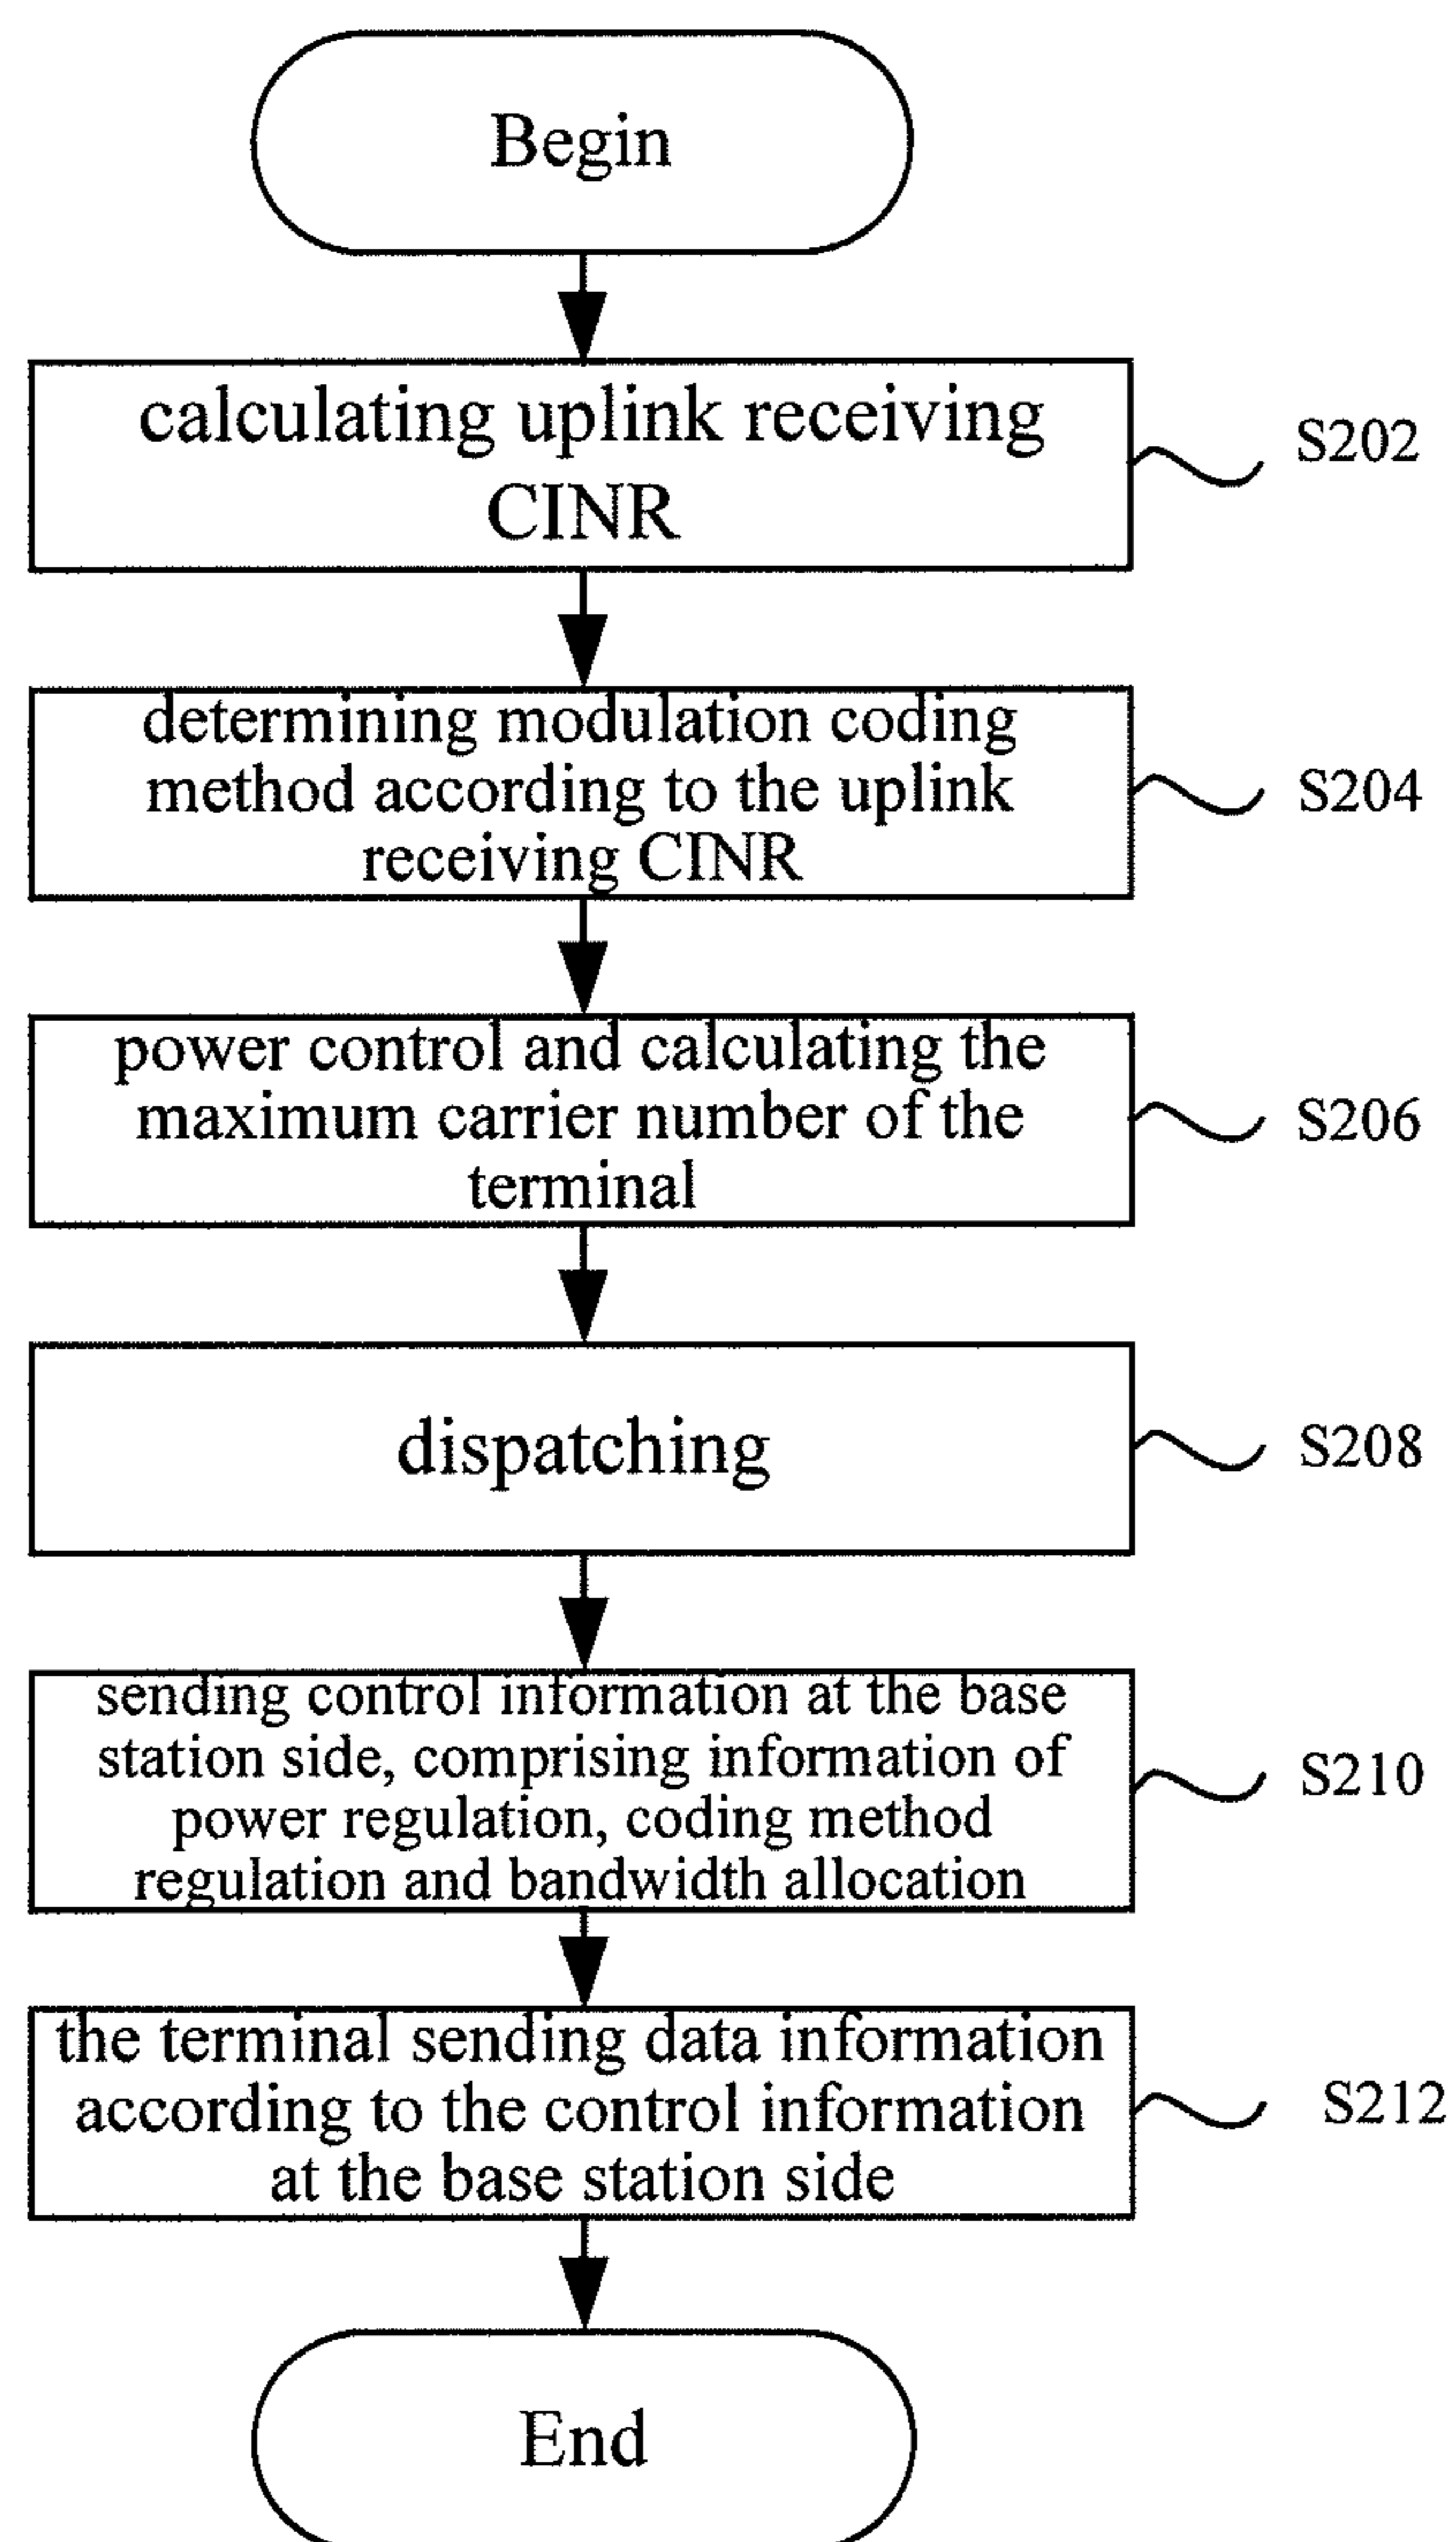 Begin
calculating uplink receiving
CINR
S202
determining modulation coding
method according to the uplink
receiving CINR
S204
power control and calculating the
maximum carrier number of the
terminal
S206
dispatching
S208
sending control information at the base
station side, comprising information of
power regulation, coding method
regulation and bandwidth allocation
S210
the terminal sending data information
according to the control information
at the base station side
S212
End